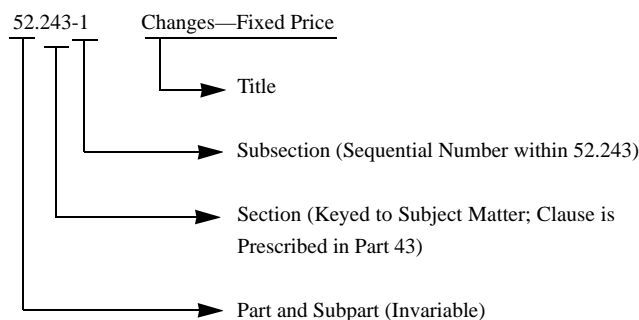 52.243-1 Changes—Fixed Price
Title
Subsection (Sequential Number within 52.243)
Section (Keyed to Subject Matter; Clause is
Prescribed in Part 43)
Part and Subpart (Invariable)